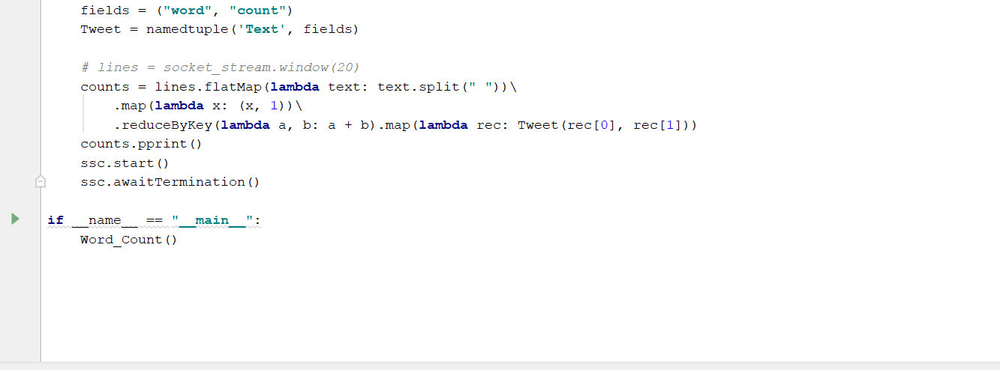 fields = ("word", "count")
Tweet = namedtuple('Text', fields)
# lines = socket_stream.window(20)
counts = lines.flatMap(lambda text: text.split(" "))\
.map(lambda x: (x, 1))\
.reduceByKey(lambda a, b: a + b).map(lambda rec: Tweet(rec[0], rec[1]))
counts.pprint()
ssc.start()
ssc.awaitTermination()
if __name__ == "__main__":
Word_Count()